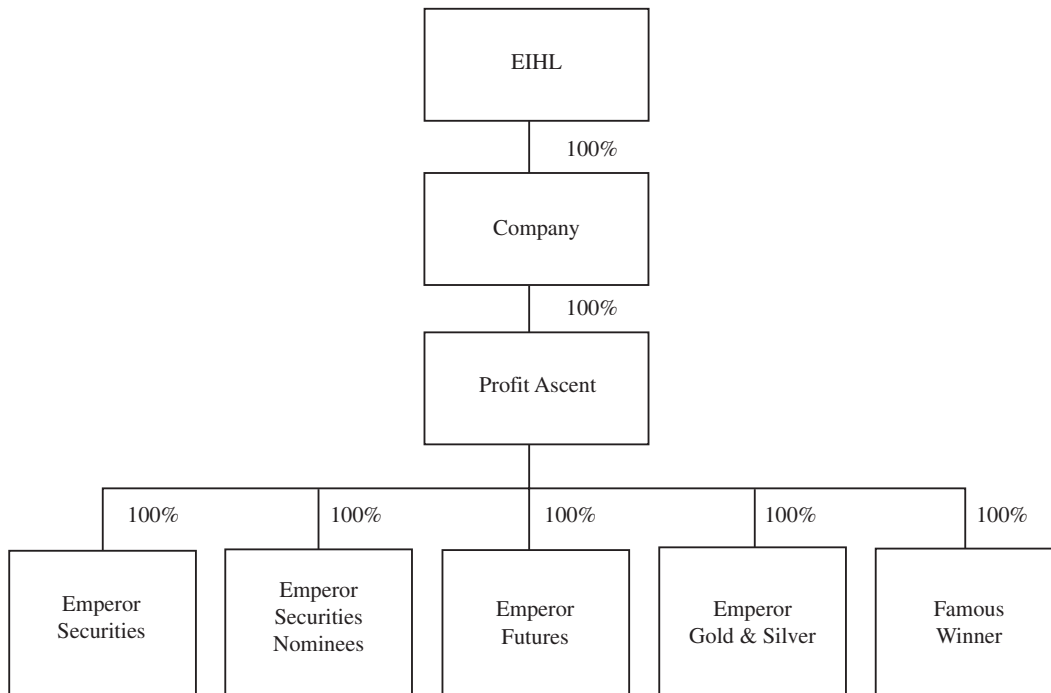 EIHL
100%
Company
100%
Profit Ascent
100%
100%
100%
100%
100%
Emperor
Securities
Emperor
Securities
Nominees
Emperor
Futures
Emperor
Gold & Silver
Famous
Winner